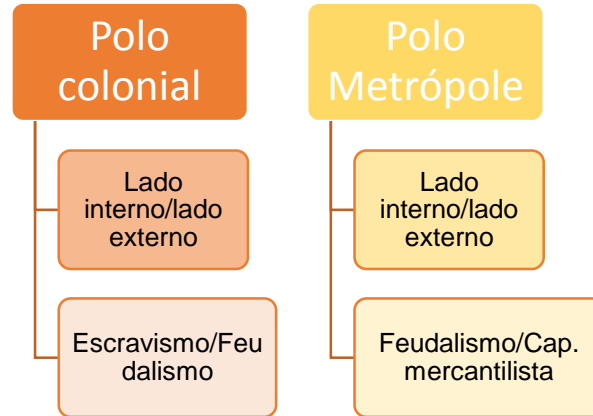 Polo
colonial
Lado
interno/lado
externo
Escravismo/Feu
dalismo
Polo
Metrópole
Lado
interno/lado
externo
Feudalismo/Cap.
mercantilista